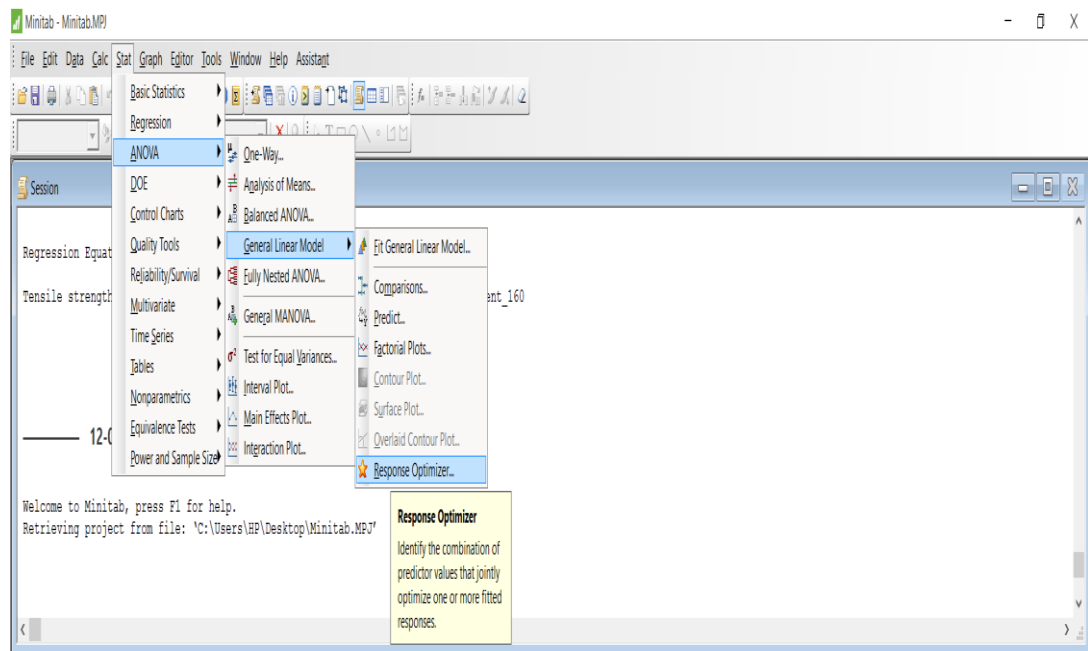 Minitab - Minitab.MPJ
File Edit Data Calc Stat Graph Editor Tools Window Help Assistant
Basic Statistics
Regression
ANOVA
DOE
Control Charts
Quality Tools
Reliability/Survival
Multivariate
Time Series
Tables
Nonparametrics
Equivalence Tests
Power and Sample Size
One-Way...
Analysis of Means...
Balanced ANOVA...
General Linear Model
Fully Nested ANOVA...
General MANOVA...
Test for Equal Variances...
Interval Plot...
Main Effects Plot...
Interaction Plot...
Fit General Linear Model...
Comparisons...
Predict...
Factorial Plots...
Contour Plot...
Surface Plot...
Overlaid Contour Plot...
Response Optimizer...
Response Optimizer
Identify the combination of
predictor values that jointly
optimize one or more fitted
responses.
Session
Regression Equat
Tensile strength ent_160
12-0
Welcome to Minitab, press F1 for help.
Retrieving project from file: 'C:\Users\HP\Desktop\Minitab.MPJ'